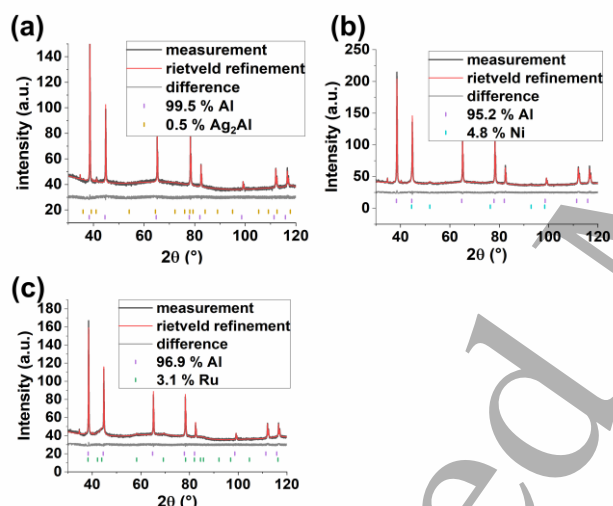 (a)
measurement
rietveld refinement
difference
99.5 % Al
0.5 % Ag₂Al
intensity (a.u.)
140
120
100
80
60
40
20
40 60 80 100 120
2θ (°)
(b)
measurement
rietveld refinement
difference
95.2 % Al
4.8 % Ni
Intensity (a.u.)
250
200
150
100
50
0
40 60 80 100 120
2θ (°)
(c)
measurement
rietveld refinement
difference
96.9 % Al
3.1 % Ru
Intensity (a.u.)
180
160
140
120
100
80
60
40
20
40 60 80 100 120
2θ (°)